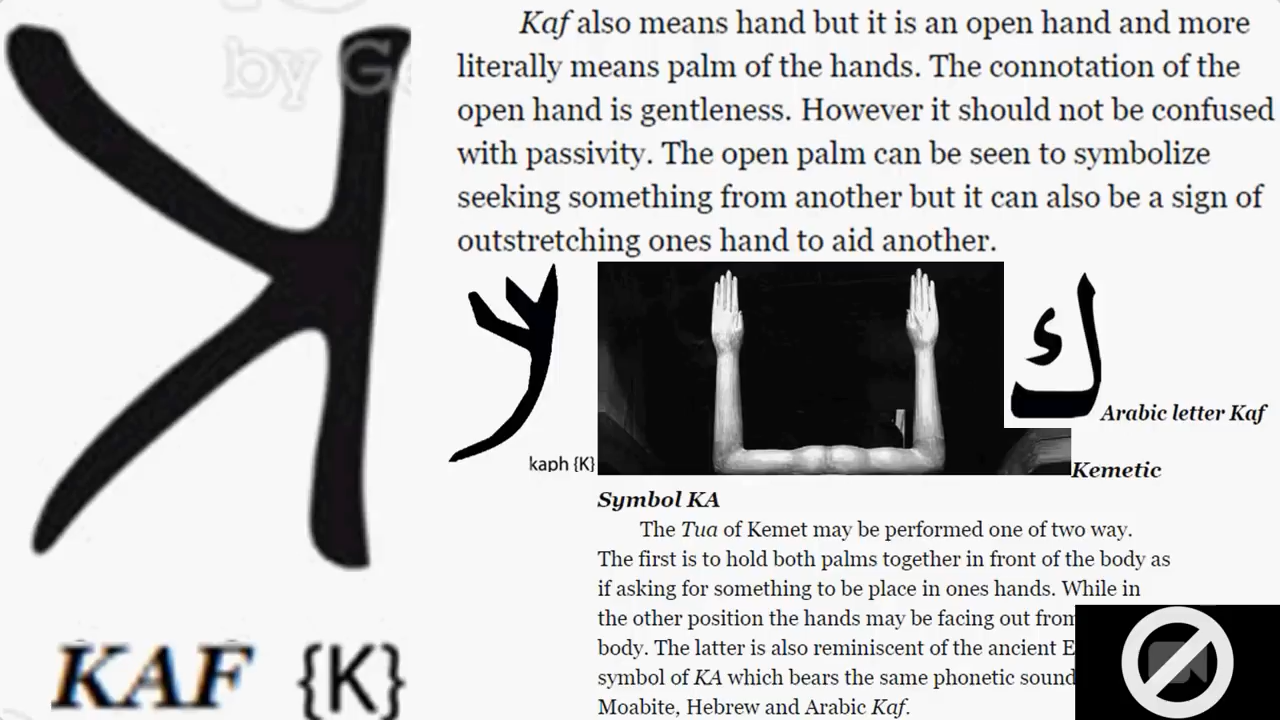 by G
Kaf also means hand but it is an open hand and more
literally means palm of the hands. The connotation of the
open hand is gentleness. However it should not be confused
with passivity. The open palm can be seen to symbolize
seeking something from another but it can also be a sign of
outstretching ones hand to aid another.
kaph {K}
ك
Arabic letter Kaf
Kemetic
Symbol KA
The Tua of Kemet may be performed one of two way.
The first is to hold both palms together in front of the body as
if asking for something to be place in ones hands. While in
the other position the hands may be facing out from
body. The latter is also reminiscent of the ancient E
symbol of KA which bears the same phonetic sound
Moabite, Hebrew and Arabic Kaf.
KAF {K}